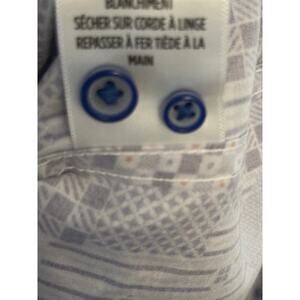 BLANCHIMENT
SÉCHER SUR CORDE À LINGE
REPASSER À FER TIÈDE À LA
MAIN